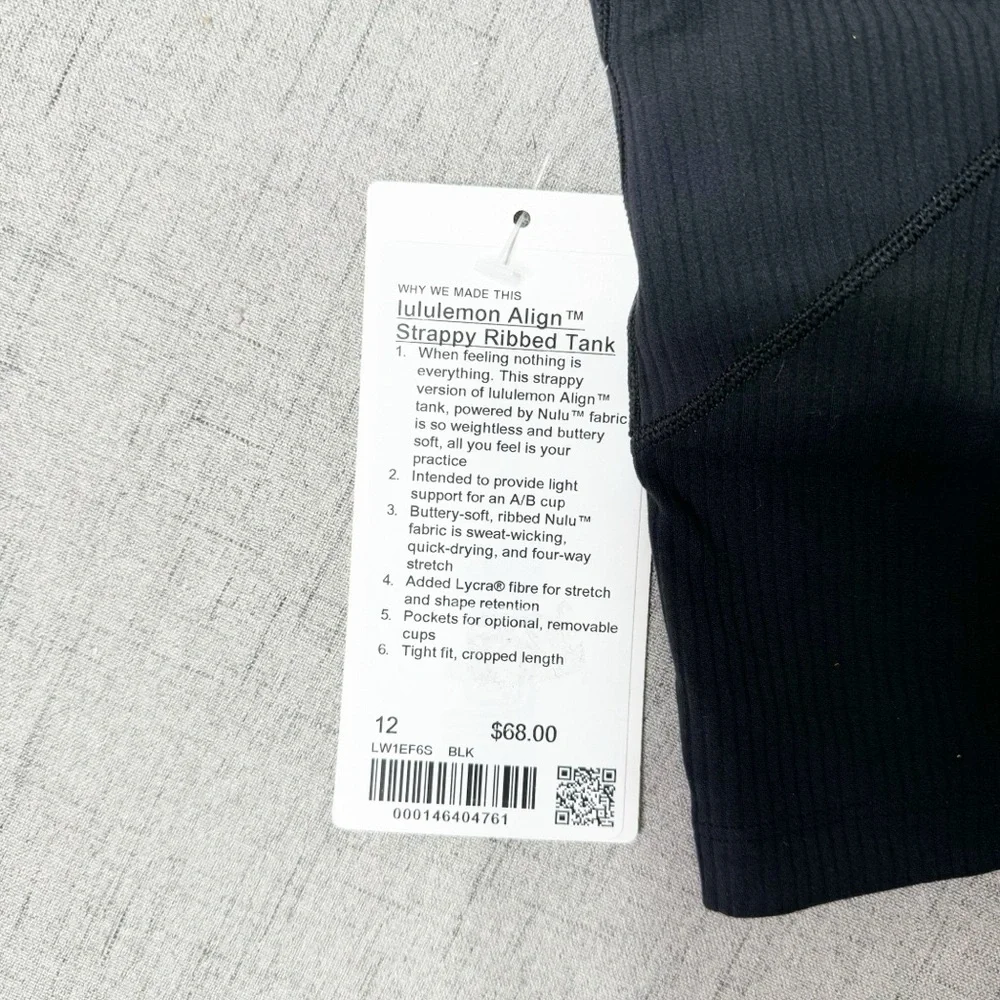 WHY WE MADE THIS
lululemon Align™
Strappy Ribbed Tank
1. When feeling nothing is
everything. This strappy
version of lululemon Align™
tank, powered by Nulu™ fabric
is so weightless and buttery
soft, all you feel is your
practice
2. Intended to provide light
support for an A/B cup
3. Buttery-soft, ribbed Nulu™
fabric is sweat-wicking,
quick-drying, and four-way
stretch
4. Added Lycra® fibre for stretch
and shape retention
5. Pockets for optional, removable
cups
6. Tight fit, cropped length
12 $68.00
LW1EF6S BLK
000146404761